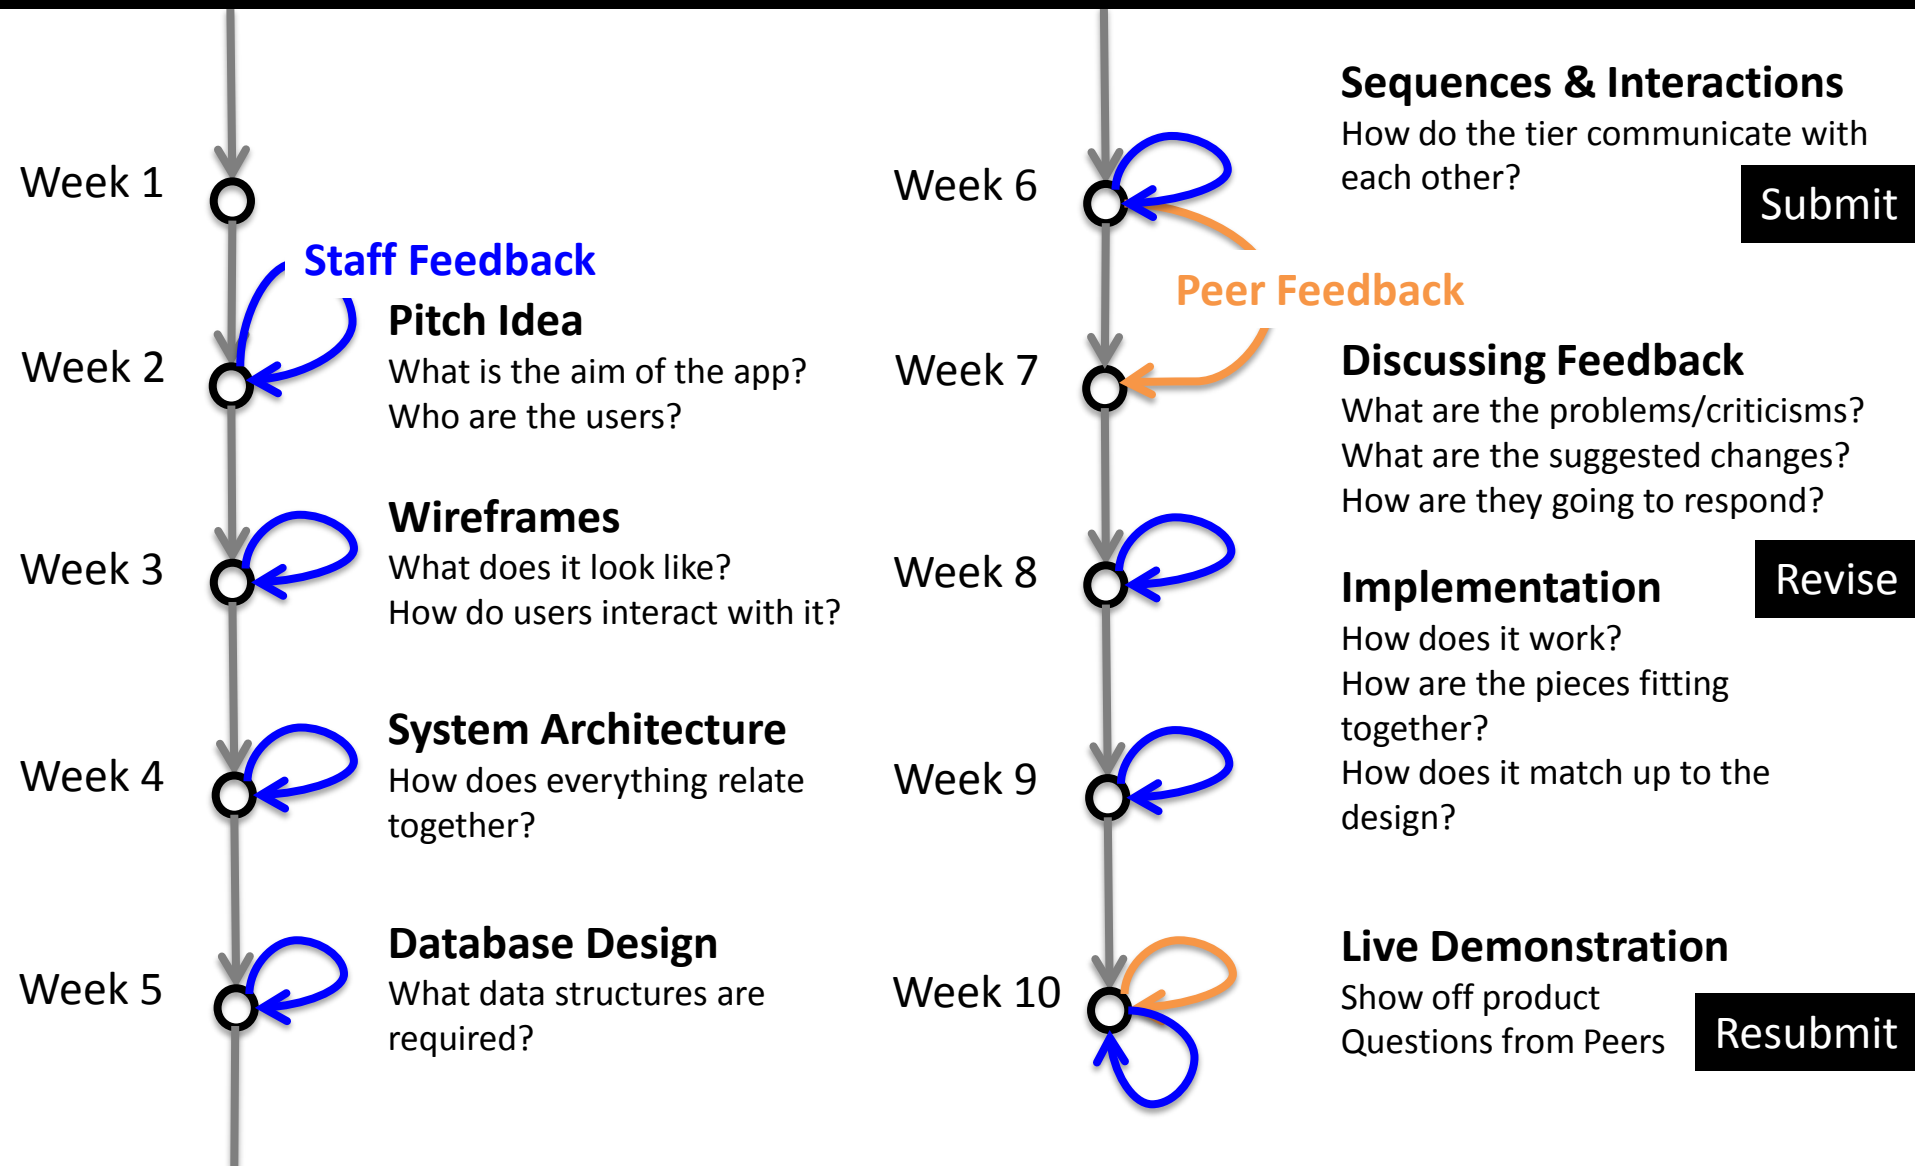 Week 1
Staff Feedback
Week 2
Pitch Idea
What is the aim of the app?
Who are the users?
Week 3
Wireframes
What does it look like?
How do users interact with it?
Week 4
System Architecture
How does everything relate
together?
Week 5
Database Design
What data structures are
required?
Week 6
Sequences & Interactions
How do the tier communicate with
each other?
Submit
Peer Feedback
Week 7
Discussing Feedback
What are the problems/criticisms?
What are the suggested changes?
How are they going to respond?
Revise
Week 8
Implementation
How does it work?
How are the pieces fitting
together?
How does it match up to the
design?
Week 9
Week 10
Live Demonstration
Show off product
Questions from Peers
Resubmit